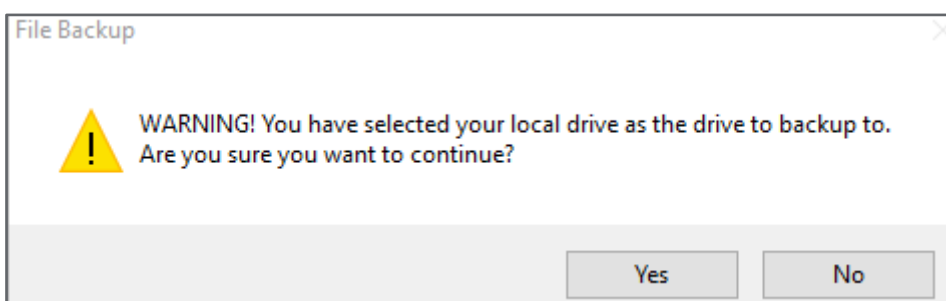 File Backup
WARNING! You have selected your local drive as the drive to backup to.
Are you sure you want to continue?
Yes No